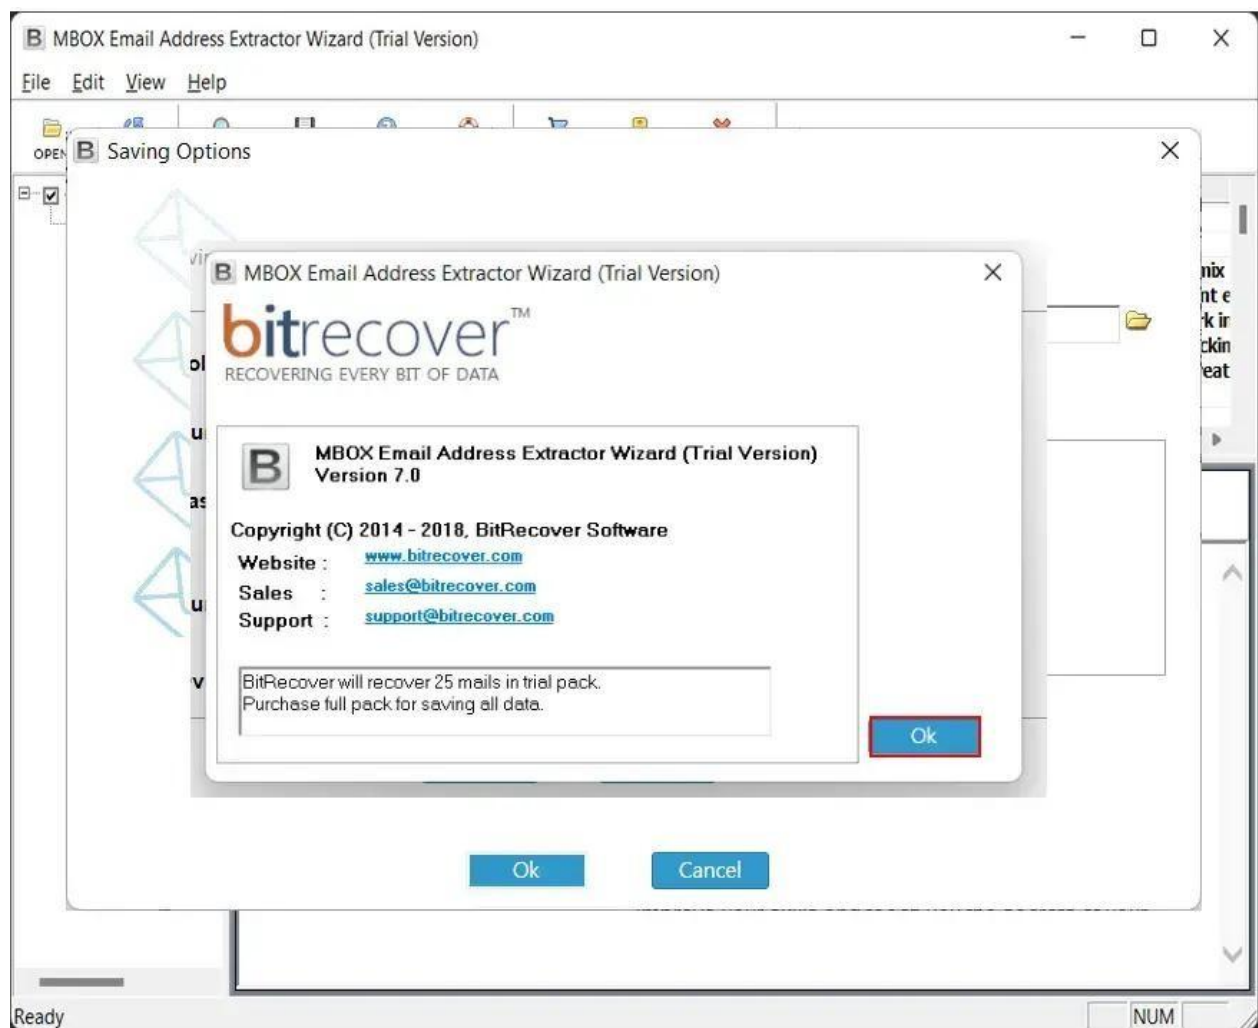 MBOX Email Address Extractor Wizard (Trial Version)
File Edit View Help
OPEN
Saving Options
MBOX Email Address Extractor Wizard (Trial Version)
bitrecover™
RECOVERING EVERY BIT OF DATA
MBOX Email Address Extractor Wizard (Trial Version)
Version 7.0
Copyright (C) 2014 - 2018, BitRecover Software
Website : www.bitrecover.com
Sales : sales@bitrecover.com
Support : support@bitrecover.com
BitRecover will recover 25 mails in trial pack.
Purchase full pack for saving all data.
Ok
Ok Cancel
Ready NUM